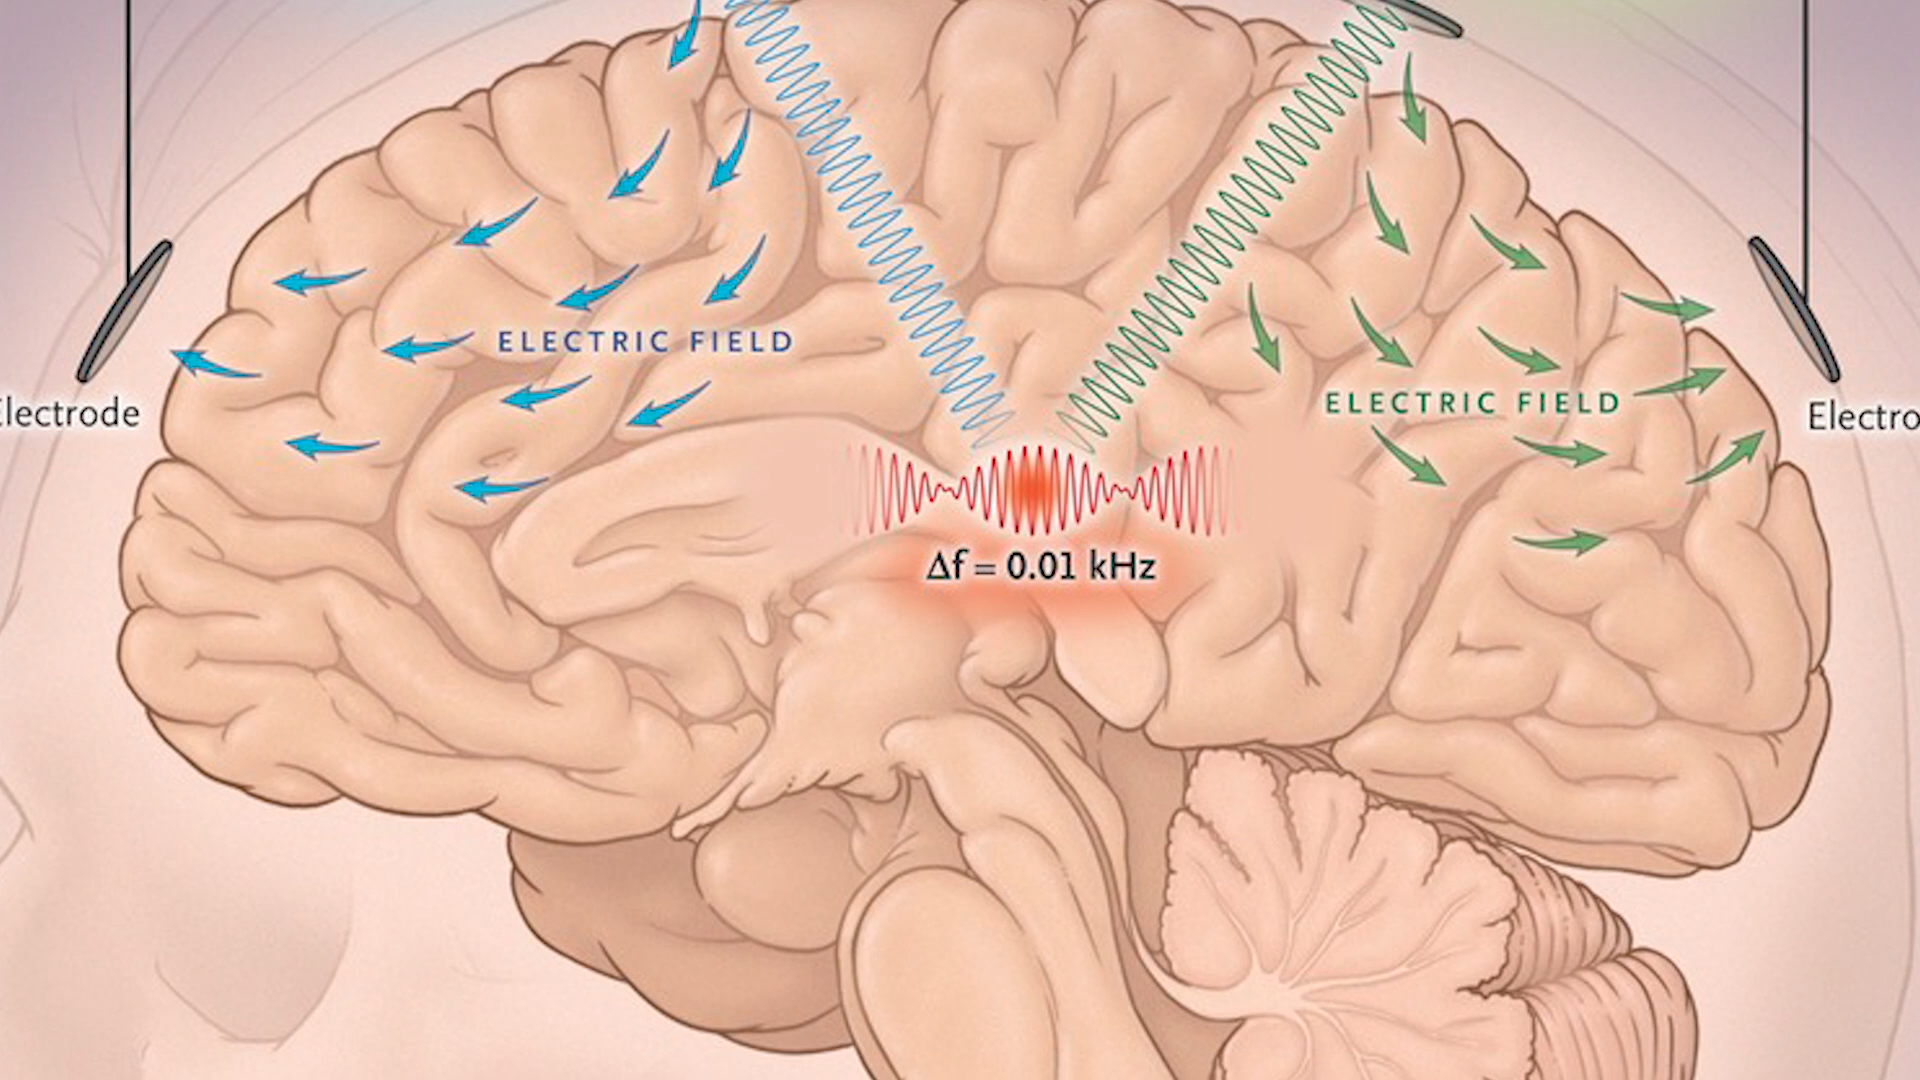 ELECTRIC FIELD
ELECTRIC FIELD
Electrode
Electro
Δf = 0.01 kHz